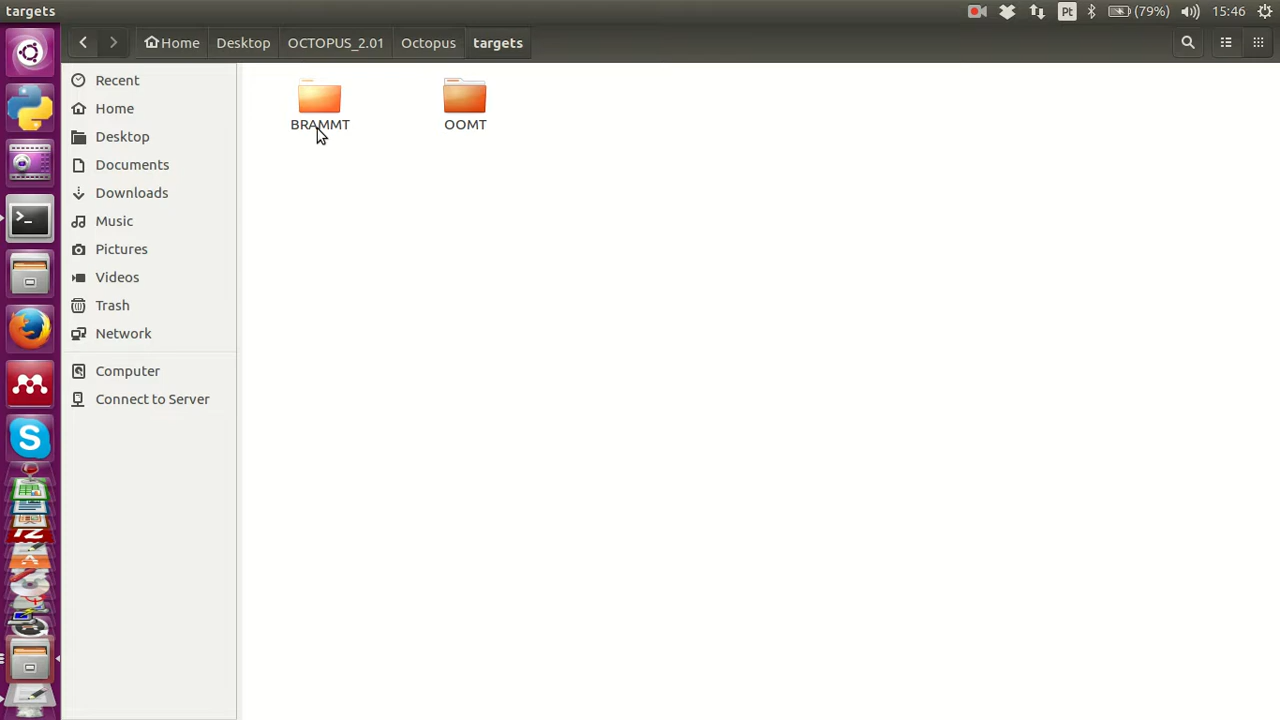 targets
Pt
(79%)
15:46
Home
Desktop
OCTOPUS_2.01
Octopus
targets
Recent
Home
Desktop
Documents
Downloads
Music
Pictures
Videos
Trash
Network
Computer
Connect to Server
BRAMMT
OOMT